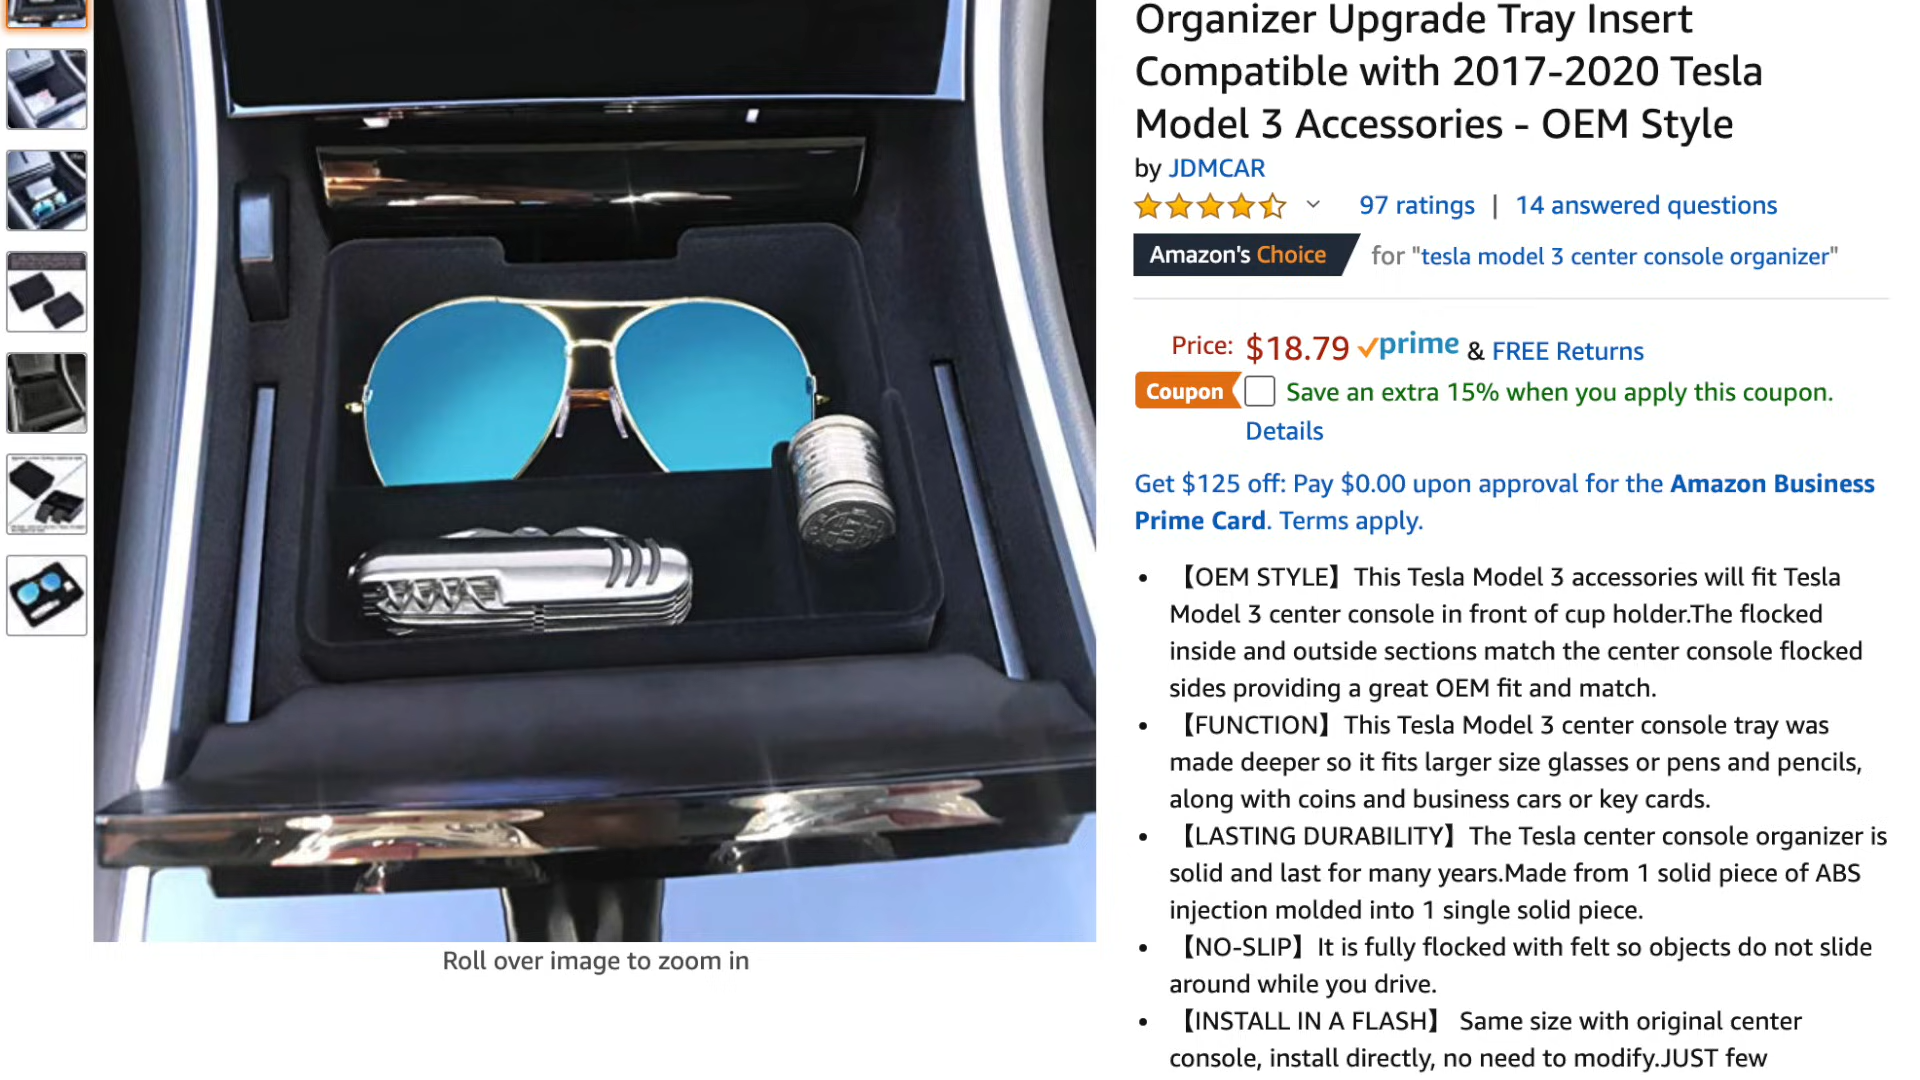 Organizer Upgrade Tray Insert
Compatible with 2017-2020 Tesla
Model 3 Accessories - OEM Style
by JDMCAR
97 ratings | 14 answered questions
Amazon's Choice for "tesla model 3 center console organizer"
Price: $18.79 prime & FREE Returns
Coupon Save an extra 15% when you apply this coupon.
Details
Get $125 off: Pay $0.00 upon approval for the Amazon Business
Prime Card. Terms apply.
• 【OEM STYLE】This Tesla Model 3 accessories will fit Tesla
Model 3 center console in front of cup holder.The flocked
inside and outside sections match the center console flocked
sides providing a great OEM fit and match.
• 【FUNCTION】This Tesla Model 3 center console tray was
made deeper so it fits larger size glasses or pens and pencils,
along with coins and business cars or key cards.
• 【LASTING DURABILITY】The Tesla center console organizer is
solid and last for many years.Made from 1 solid piece of ABS
injection molded into 1 single solid piece.
• 【NO-SLIP】It is fully flocked with felt so objects do not slide
around while you drive.
• 【INSTALL IN A FLASH】 Same size with original center
console, install directly, no need to modify.JUST few
Roll over image to zoom in